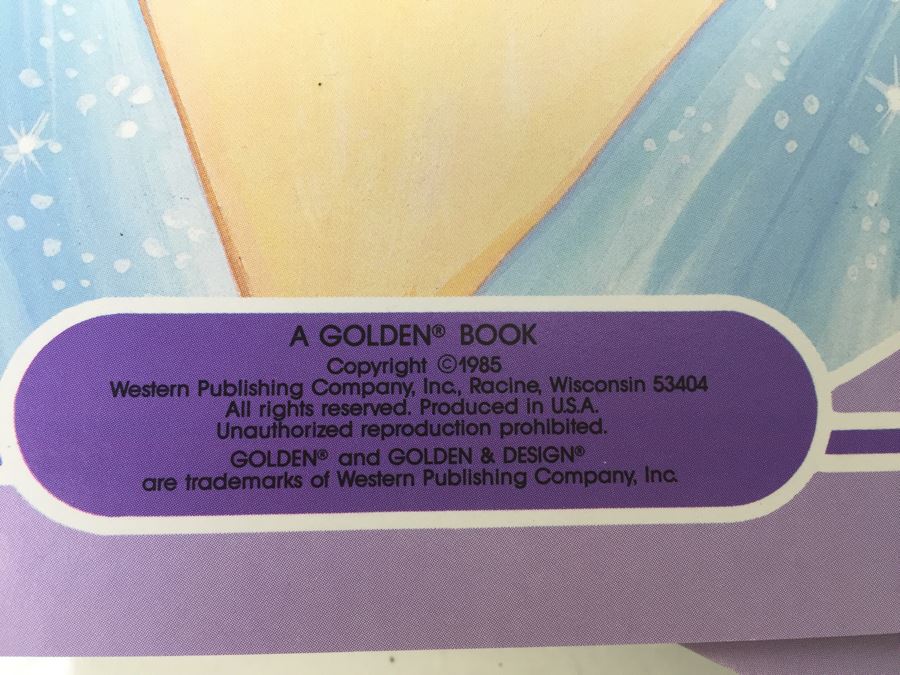 A GOLDEN® BOOK
Copyright ©1985
Western Publishing Company, Inc., Racine, Wisconsin 53404
All rights reserved. Produced in U.S.A.
Unauthorized reproduction prohibited.
GOLDEN® and GOLDEN & DESIGN®
are trademarks of Western Publishing Company, Inc.